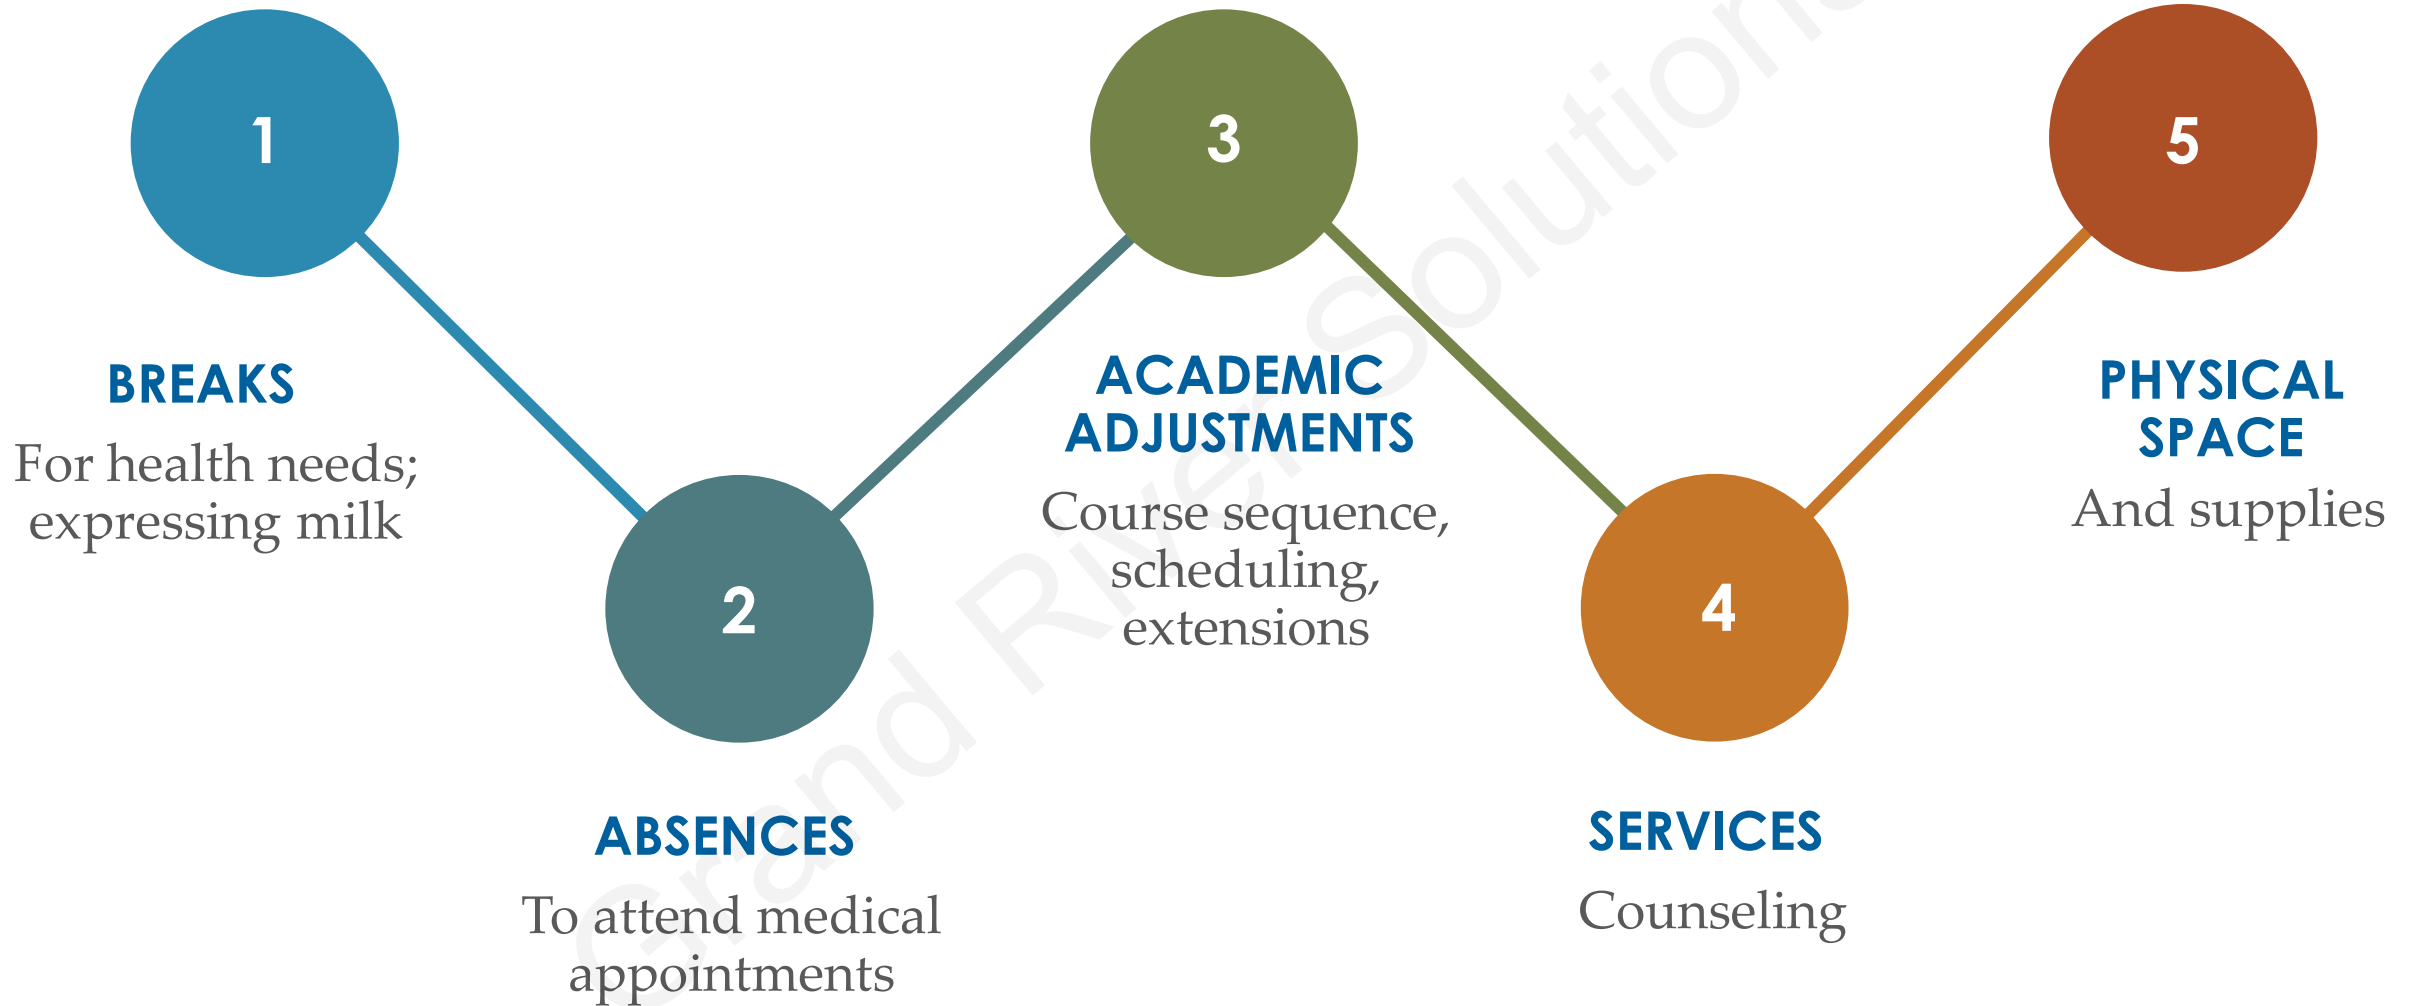 1
BREAKS
For health needs;
expressing milk
2
ABSENCES
To attend medical
appointments
3
ACADEMIC
ADJUSTMENTS
Course sequence,
scheduling,
extensions
4
SERVICES
Counseling
5
PHYSICAL
SPACE
And supplies
Grand River Solutions